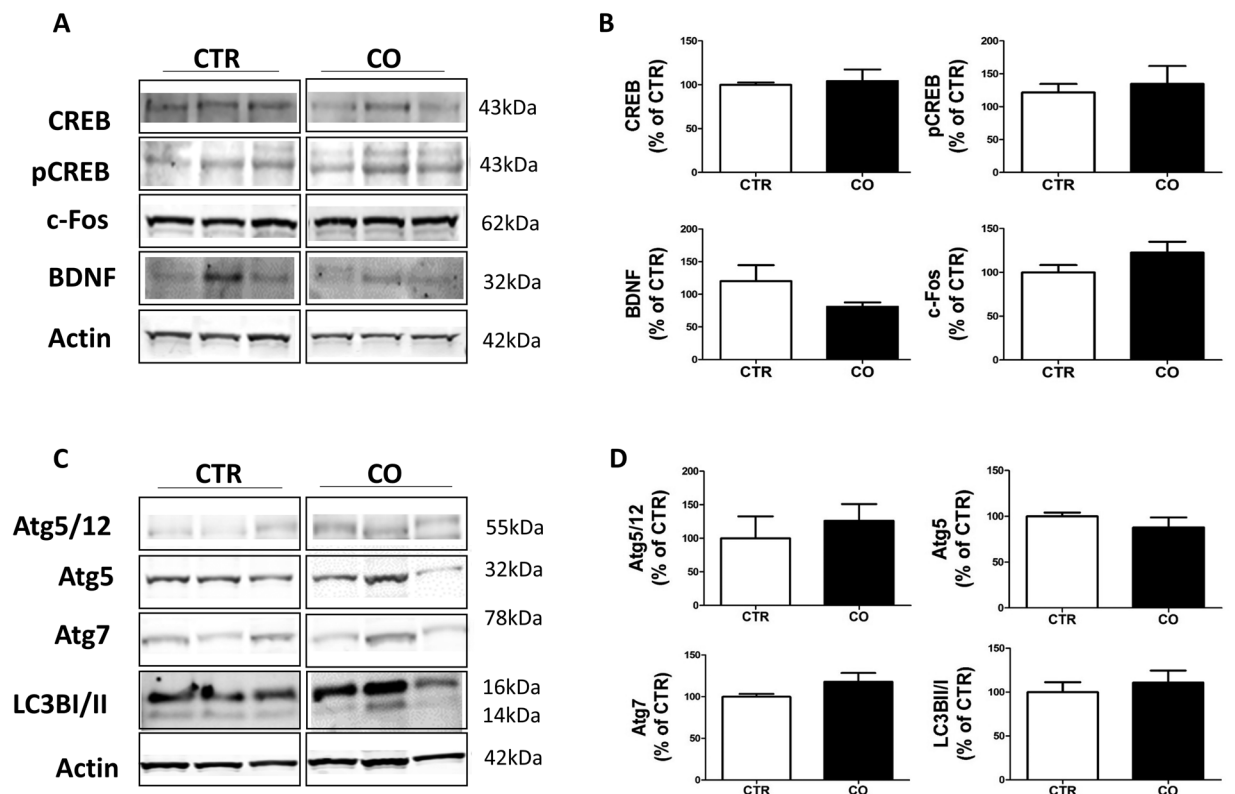 A
CTR CO
CREB 43kDa
pCREB 43kDa
c-Fos 62kDa
BDNF 32kDa
Actin 42kDa
B
CREB
(% of CTR)
150
100
50
0
CTR CO
pCREB
(% of CTR)
200
150
100
50
0
CTR CO
BDNF
(% of CTR)
200
150
100
50
0
CTR CO
c-Fos
(% of CTR)
150
100
50
0
CTR CO
C
CTR CO
Atg5/12 55kDa
Atg5 32kDa
Atg7 78kDa
LC3BI/II 16kDa
14kDa
Actin 42kDa
D
Atg5/12
(% of CTR)
200
150
100
50
0
CTR CO
Atg5
(% of CTR)
150
100
50
0
CTR CO
Atg7
(% of CTR)
150
100
50
0
CTR CO
LC3BII/I
(% of CTR)
150
100
50
0
CTR CO